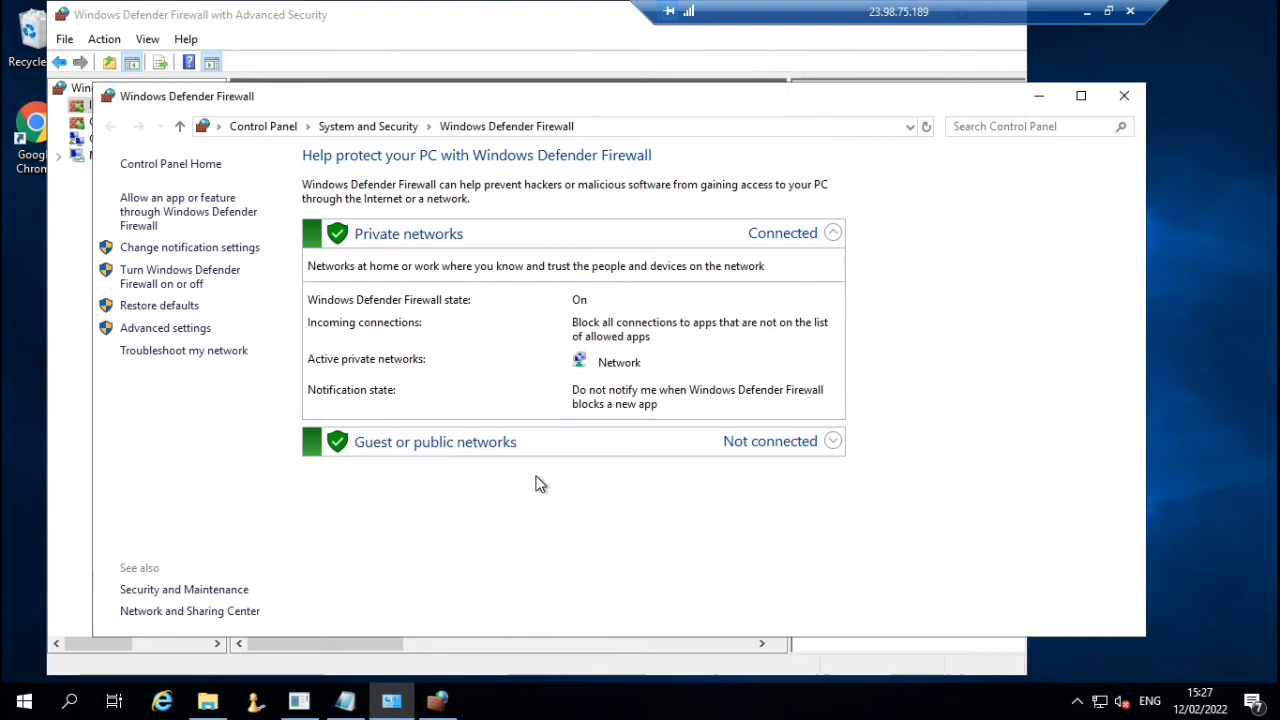 Windows Defender Firewall with Advanced Security
23.98.75.189
File Action View Help
Recycle
Wind
Google
Chrom
Windows Defender Firewall
Control Panel > System and Security > Windows Defender Firewall
Search Control Panel
Control Panel Home
Allow an app or feature
through Windows Defender
Firewall
Change notification settings
Turn Windows Defender
Firewall on or off
Restore defaults
Advanced settings
Troubleshoot my network
See also
Security and Maintenance
Network and Sharing Center
Help protect your PC with Windows Defender Firewall
Windows Defender Firewall can help prevent hackers or malicious software from gaining access to your PC
through the Internet or a network.
Private networks Connected
Networks at home or work where you know and trust the people and devices on the network
Windows Defender Firewall state: On
Incoming connections: Block all connections to apps that are not on the list
of allowed apps
Active private networks: Network
Notification state: Do not notify me when Windows Defender Firewall
blocks a new app
Guest or public networks Not connected
ENG
15:27
12/02/2022
7